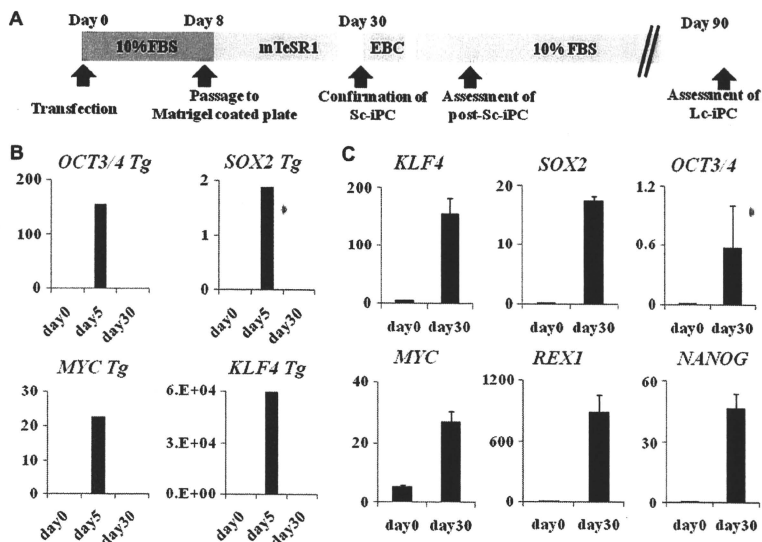 A
Day 0
Day 8
Day 30
Day 90
10%FBS
mTeSR1
EBC
10% FBS
Transfection
Passage to
Matrigel coated plate
Confirmation of
Sc-iPC
Assessment of
post-Sc-iPC
Assessment of
Lc-iPC
B
OCT3/4 Tg
200
100
0
day0
day5
day30
SOX2 Tg
2
1
0
day0
day5
day30
MYC Tg
30
20
10
0
day0
day5
day30
KLF4 Tg
6.E+04
3.E+04
0.E+00
day0
day5
day30
C
KLF4
200
100
0
day0
day30
SOX2
20
10
0
day0
day30
OCT3/4
1.2
0.6
0.0
day0
day30
MYC
40
20
0
day0
day30
REX1
1200
600
0
day0
day30
NANOG
60
40
20
0
day0
day30